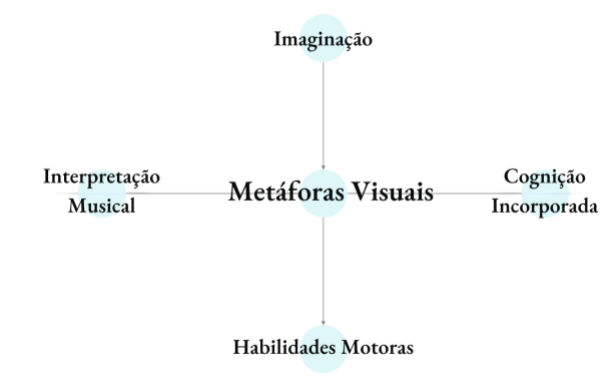 Imaginação
Interpretação
Musical
Metáforas Visuais
Cognição
Incorporada
Habilidades Motoras